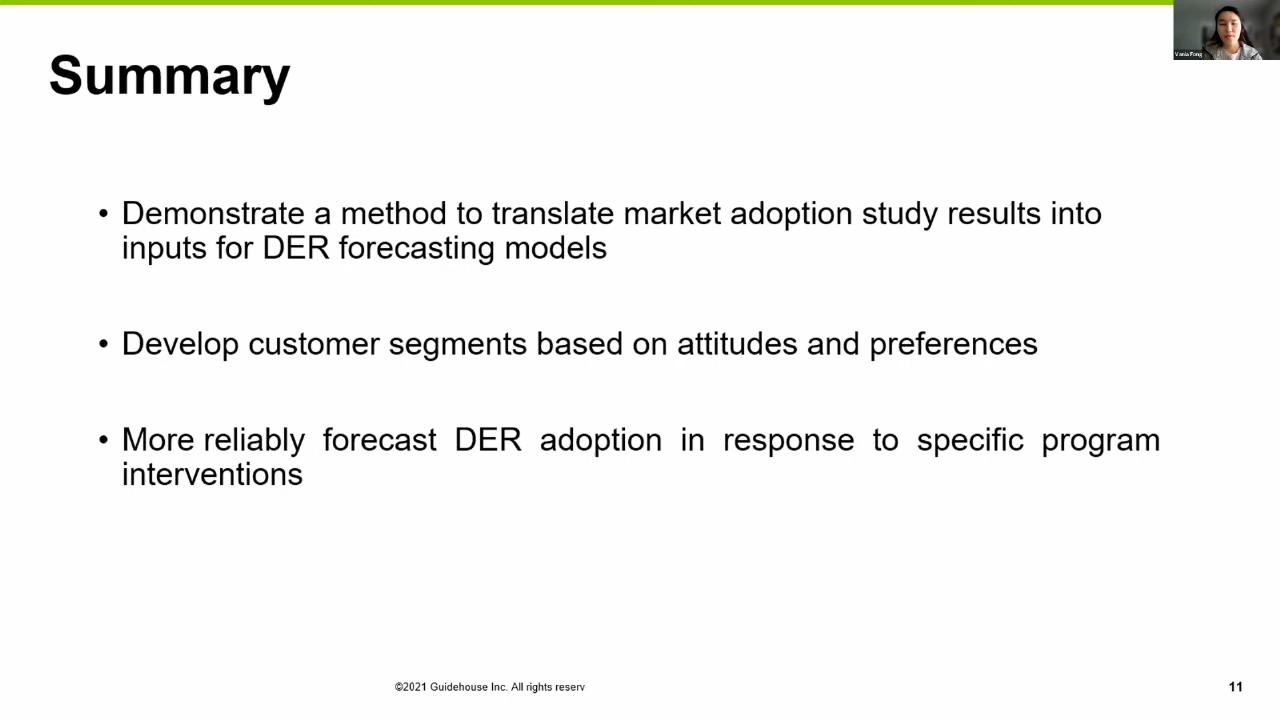 Vania Fong
Summary
• Demonstrate a method to translate market adoption study results into
inputs for DER forecasting models
• Develop customer segments based on attitudes and preferences
• More reliably forecast DER adoption in response to specific program
interventions
©2021 Guidehouse Inc. All rights reserv
11